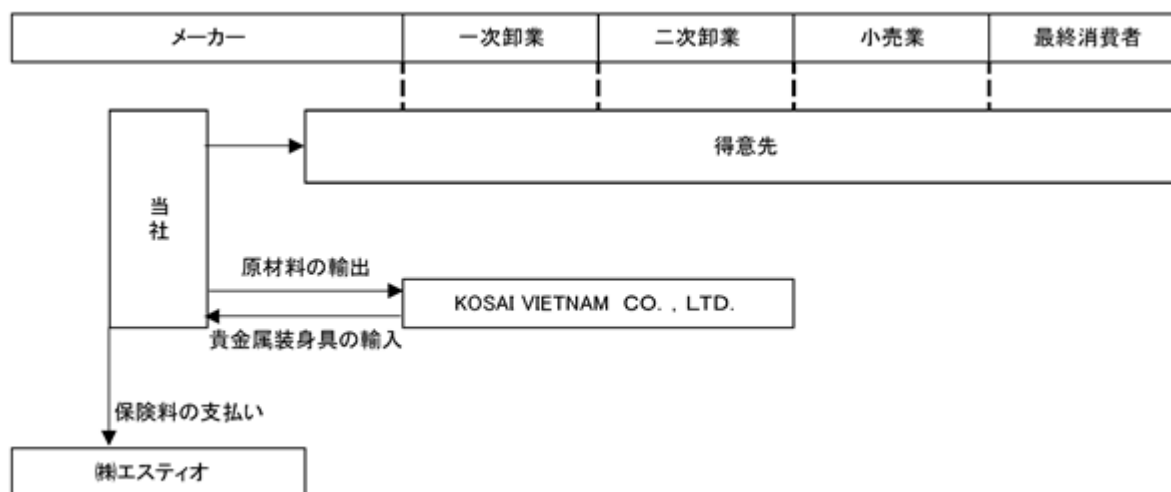 メーカー 一次卸業 二次卸業 小売業 最終消費者
得意先
当社
原材料の輸出
KOSAI VIETNAM CO. , LTD.
貴金属装身具の輸入
保険料の支払い
㈱エスティオ